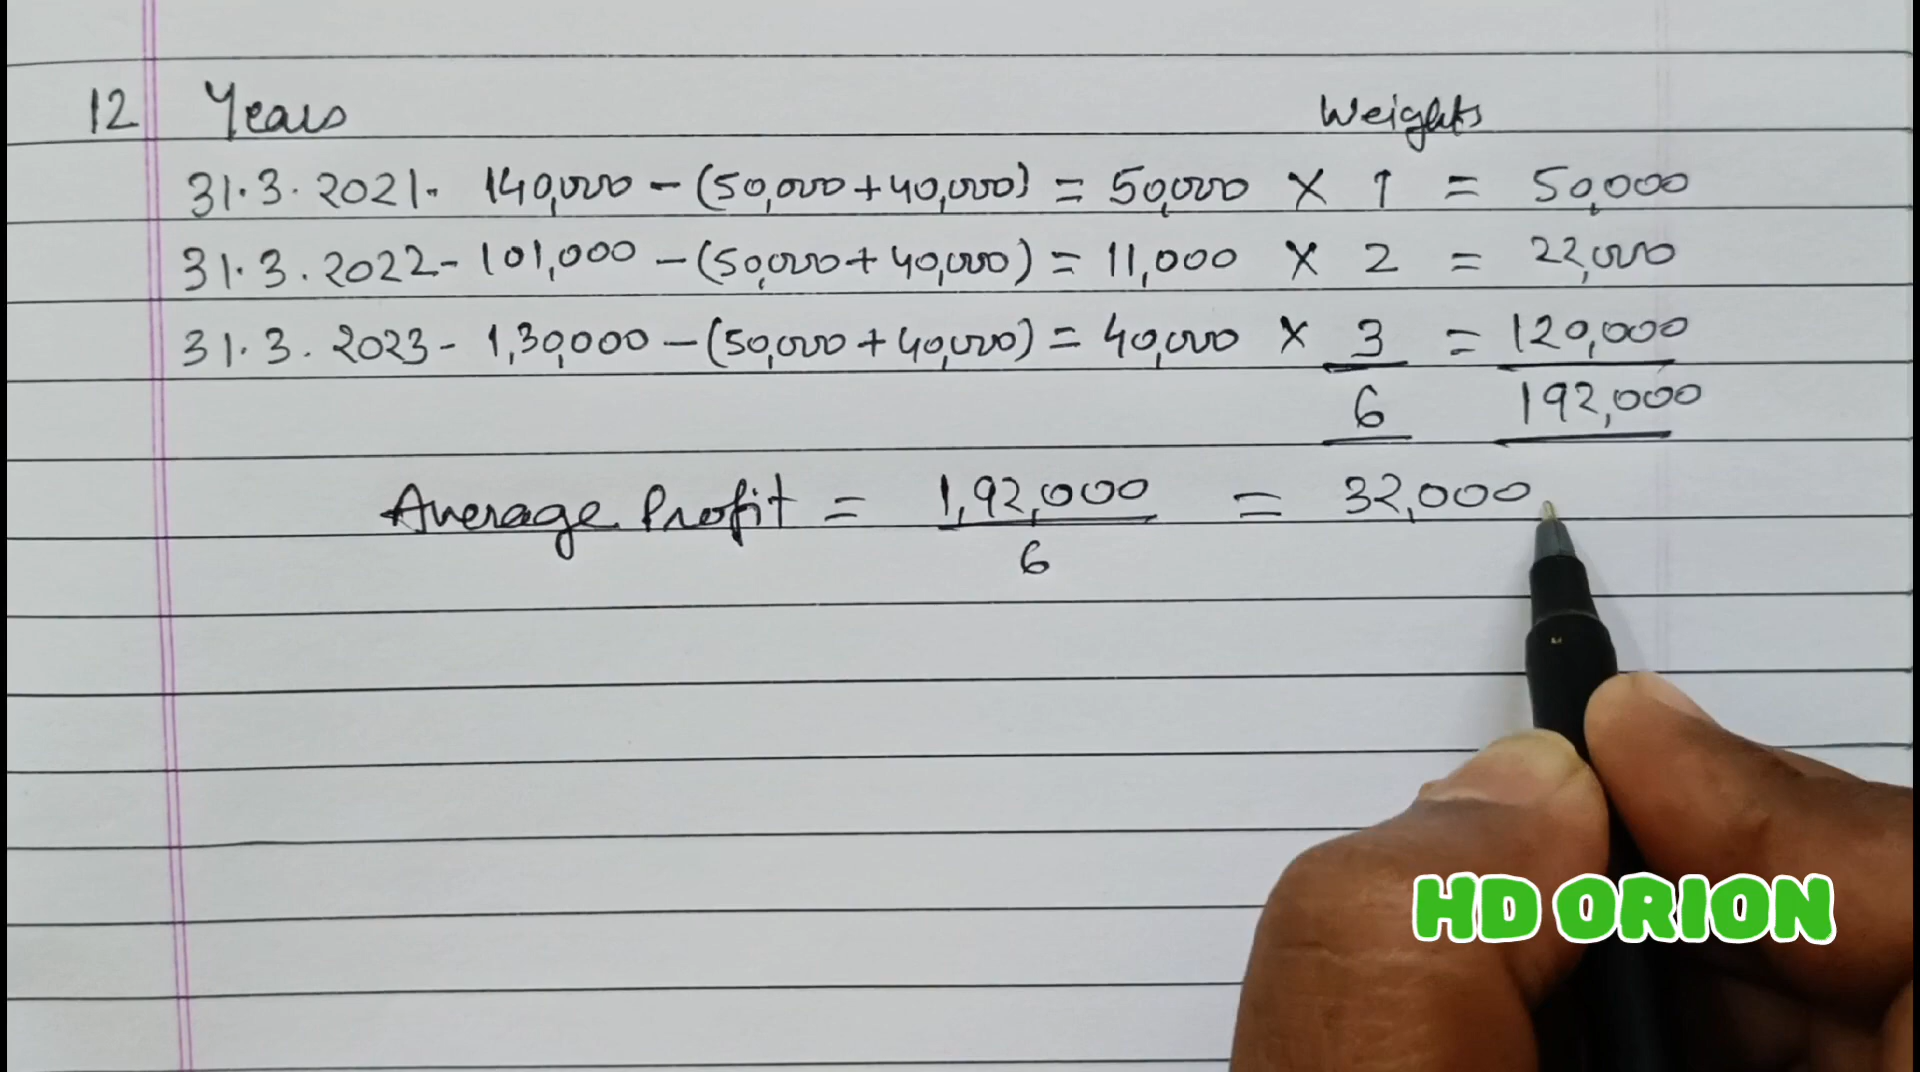 12 Years Weights
31.3.2021. 140,000 - (50,000 + 40,000) = 50,000 X 1 = 50,000
31.3.2022 - 101,000 - (50,000 + 40,000) = 11,000 X 2 = 22,000
31.3.2023 - 1,30,000 - (50,000 + 40,000) = 40,000 X 3 = 120,000
6 192,000
Average Profit = 1,92,000 = 32,000
6
HD ORION